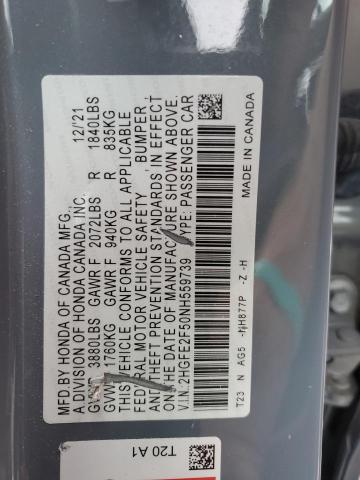 MFD. BY HONDA OF CANADA MFG., 12/'21
A DIVISION OF HONDA CANADA INC.
GVWR 3880LBS GAWR F 2072LBS R 1840LBS
GVWR 1760KG GAWR F 940KG R 835KG
THIS VEHICLE CONFORMS TO ALL APPLICABLE
FEDERAL MOTOR VEHICLE SAFETY, BUMPER,
AND THEFT PREVENTION STANDARDS IN EFFECT
ON THE DATE OF MANUFACTURE SHOWN ABOVE.
V.I.N.:2HGFE2F50NH559739 TYPE: PASSENGER CAR
T23 N AG5 -NH877P -Z -H
MADE IN CANADA
T20 A1